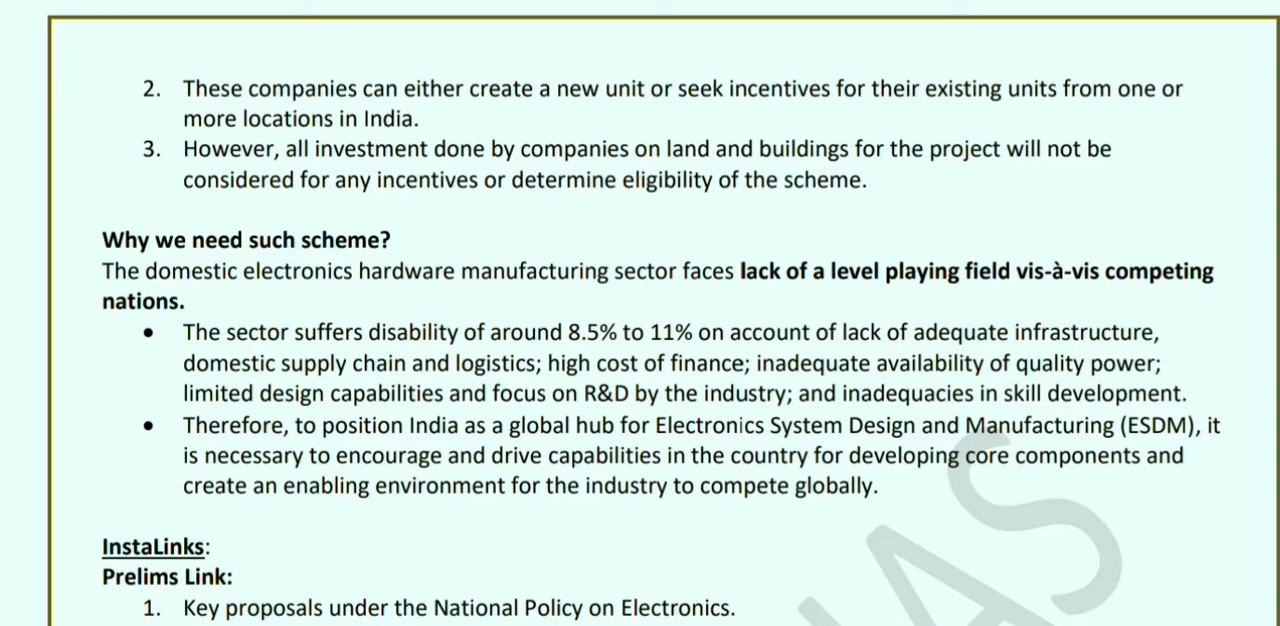 2. These companies can either create a new unit or seek incentives for their existing units from one or
more locations in India.
3. However, all investment done by companies on land and buildings for the project will not be
considered for any incentives or determine eligibility of the scheme.
Why we need such scheme?
The domestic electronics hardware manufacturing sector faces lack of a level playing field vis-à-vis competing
nations.
• The sector suffers disability of around 8.5% to 11% on account of lack of adequate infrastructure,
domestic supply chain and logistics; high cost of finance; inadequate availability of quality power;
limited design capabilities and focus on R&D by the industry; and inadequacies in skill development.
• Therefore, to position India as a global hub for Electronics System Design and Manufacturing (ESDM), it
is necessary to encourage and drive capabilities in the country for developing core components and
create an enabling environment for the industry to compete globally.
InstaLinks:
Prelims Link:
1. Key proposals under the National Policy on Electronics.